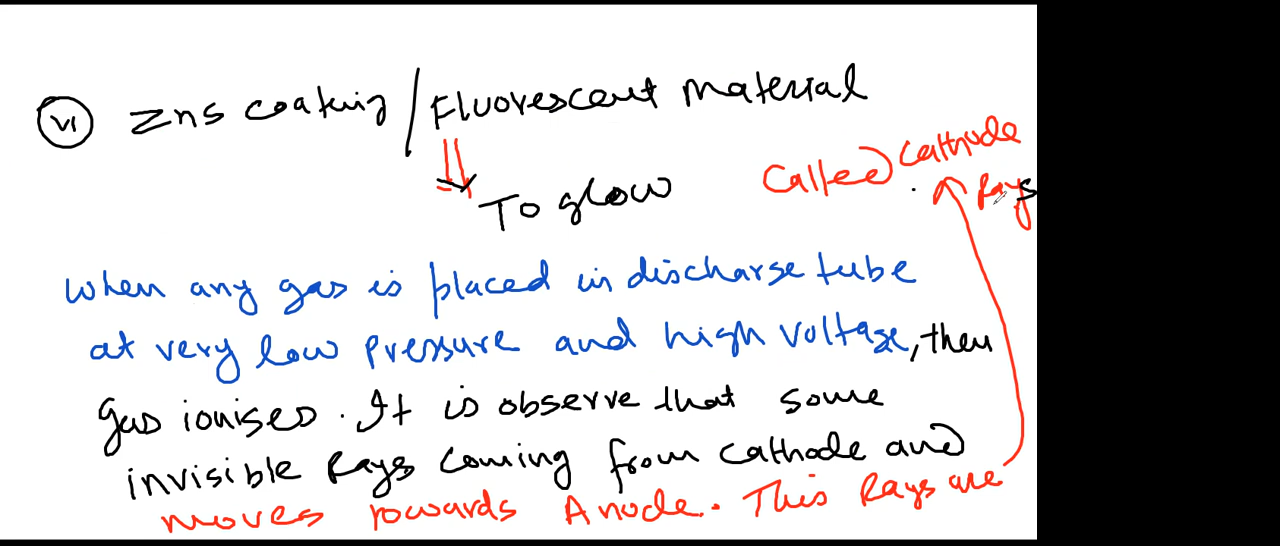 (vi) ZnS coating / Fluorescent Material
To glow
when any gas is placed in discharse tube
at very low pressure and high voltage, then
gas ionises. It is observe that some
invisible Rays coming from cathode and
moves towards Anode. This Rays are
Called Cathode
Rays